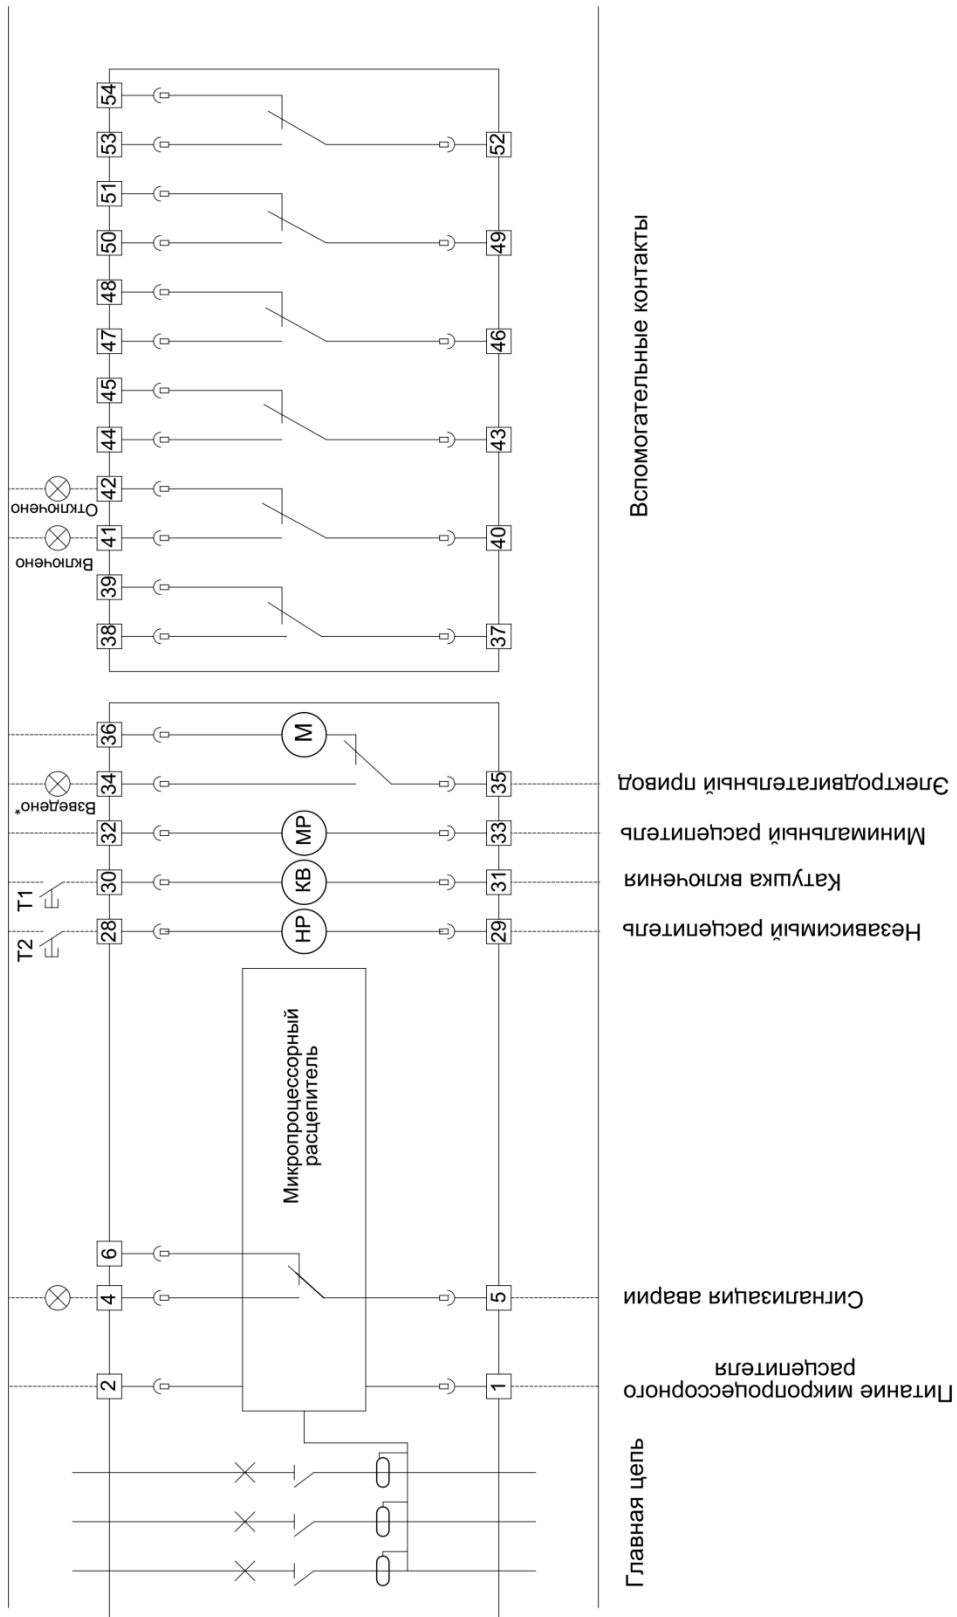 54
53
51
50
48
47
45
44
42
41
39
38
52
49
46
43
40
37
Отключено
Включено
Вспомогательные контакты
36
34
32
30
28
Взведено*
T1
T2
М
МР
КВ
НР
35
33
31
29
Электродвигательный привод
Минимальный расцепитель
Катушка включения
Независимый расцепитель
Микропроцессорный
расцепитель
6
4
5
2
1
Сигнализация аварии
Питание микропроцессорного
расцепителя
Главная цепь